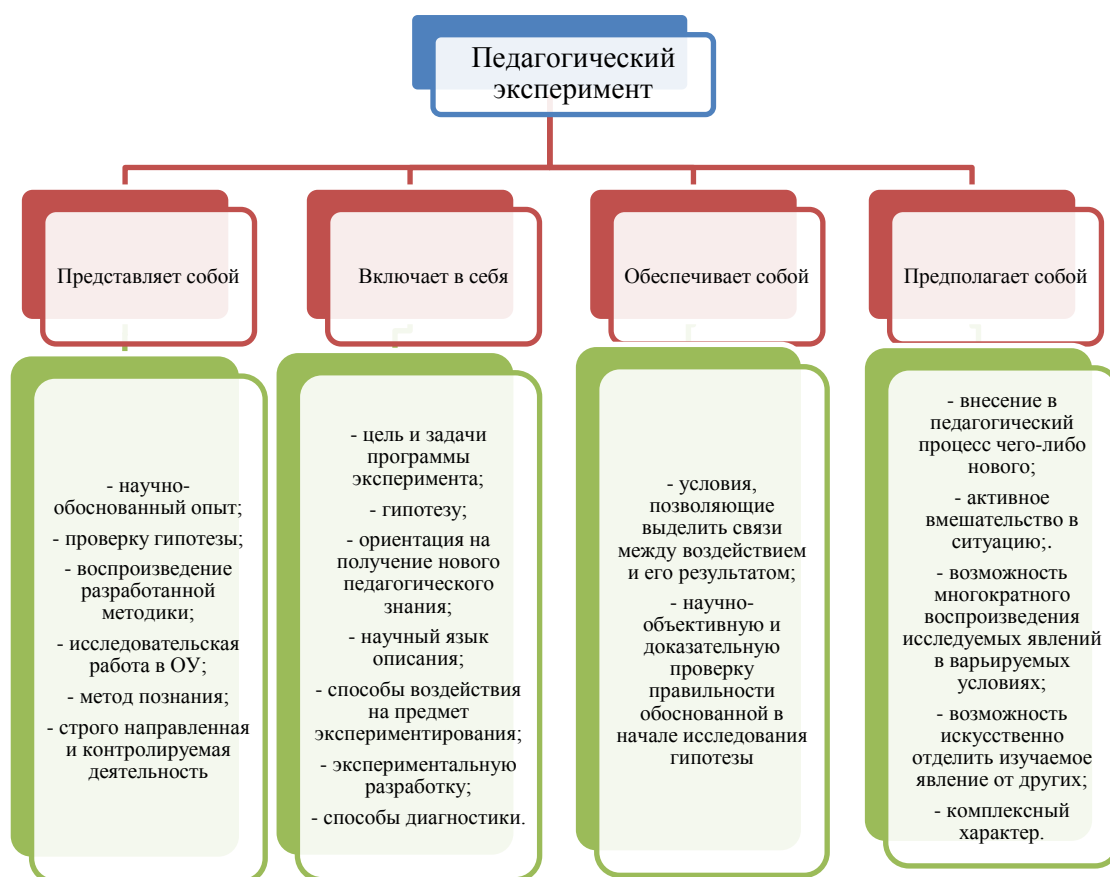 Педагогический
эксперимент
Представляет собой
Включает в себя
Обеспечивает собой
Предполагает собой
- научно-
обоснованный опыт;
- проверку гипотезы;
- воспроизведение
разработанной
методики;
- исследовательская
работа в ОУ;
- метод познания;
- строго направленная
и контролируемая
деятельность
- цель и задачи
программы
эксперимента;
- гипотезу;
- ориентация на
получение нового
педагогического
знания;
- научный язык
описания;
- способы воздействия
на предмет
экспериментирования;
- экспериментальную
разработку;
- способы диагностики.
- условия,
позволяющие
выделить связи
между воздействием
и его результатом;
- научно-
объективную и
доказательную
проверку
правильности
обоснованной в
начале исследования
гипотезы
- внесение в
педагогический
процесс чего-либо
нового;
- активное
вмешательство в
ситуацию;.
- возможность
многократного
воспроизведения
исследуемых явлений
в варьируемых
условиях;
- возможность
искусственно
отделить изучаемое
явление от других;
- комплексный
характер.